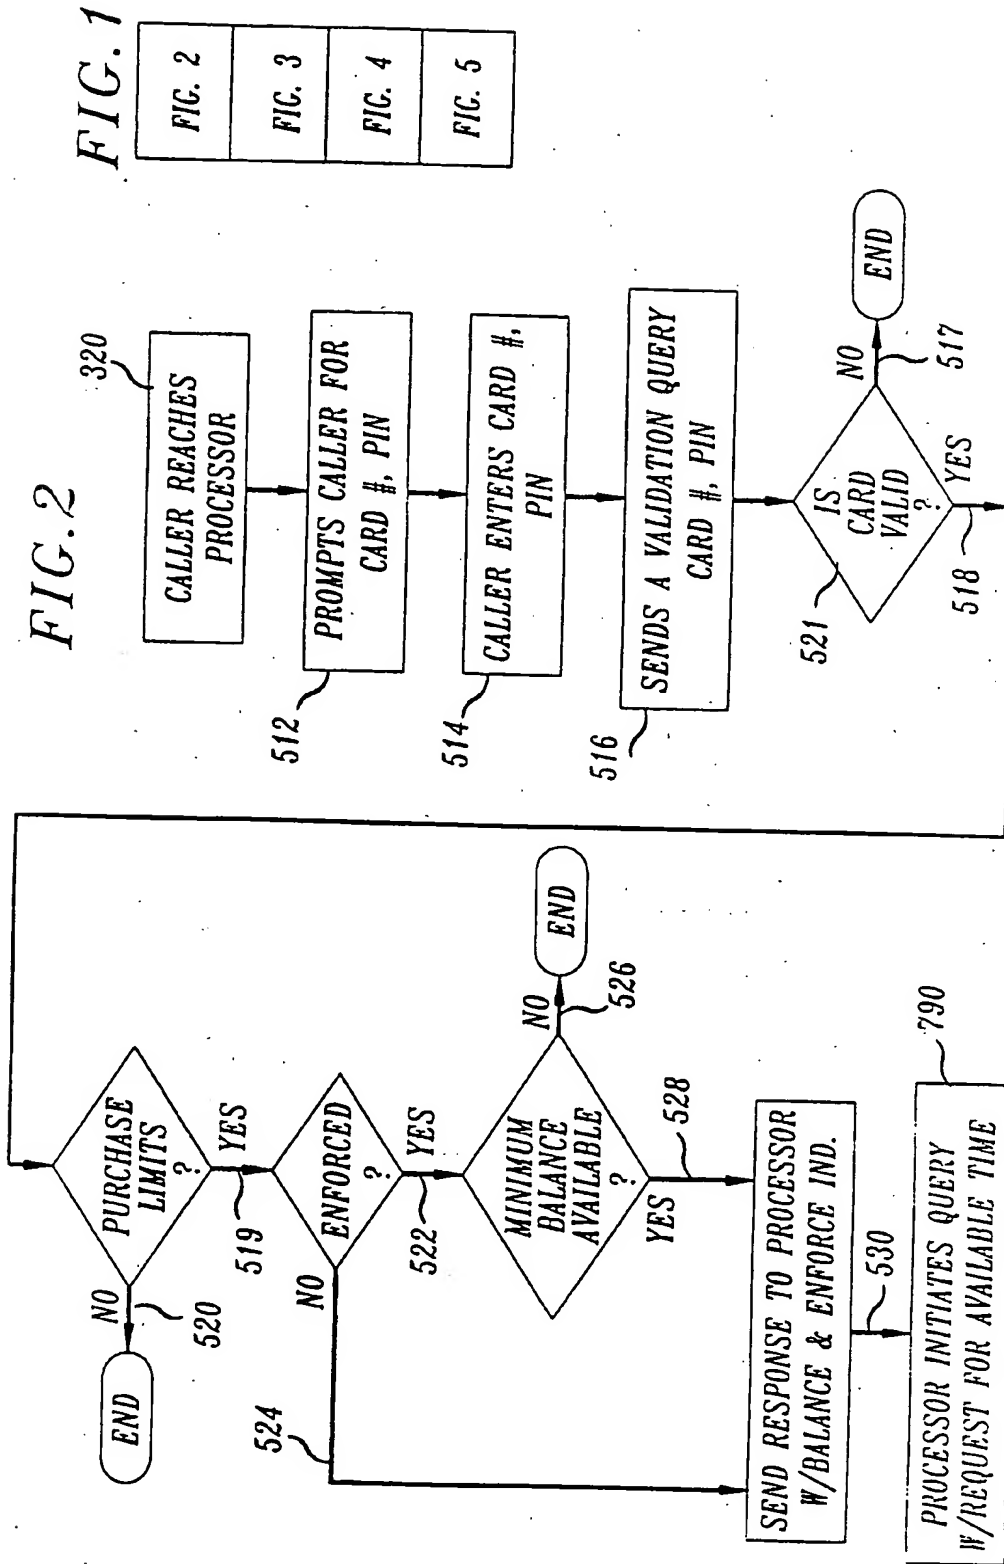 FIG. 1
FIG. 2
FIG. 3
FIG. 4
FIG. 5
FIG.2
320
CALLER REACHES
PROCESSOR
512
PROMPTS CALLER FOR
CARD #, PIN
514
CALLER ENTERS CARD #,
PIN
516
SENDS A VALIDATION QUERY
CARD #, PIN
521
IS
CARD
VALID
?
NO
517
END
YES
518
PURCHASE
LIMITS
?
NO
520
END
YES
519
ENFORCED
?
NO
524
YES
522
MINIMUM
BALANCE
AVAILABLE
?
NO
526
END
YES
528
SEND RESPONSE TO PROCESSOR
W/BALANCE & ENFORCE IND.
530
790
PROCESSOR INITIATES QUERY
W/REQUEST FOR AVAILABLE TIME